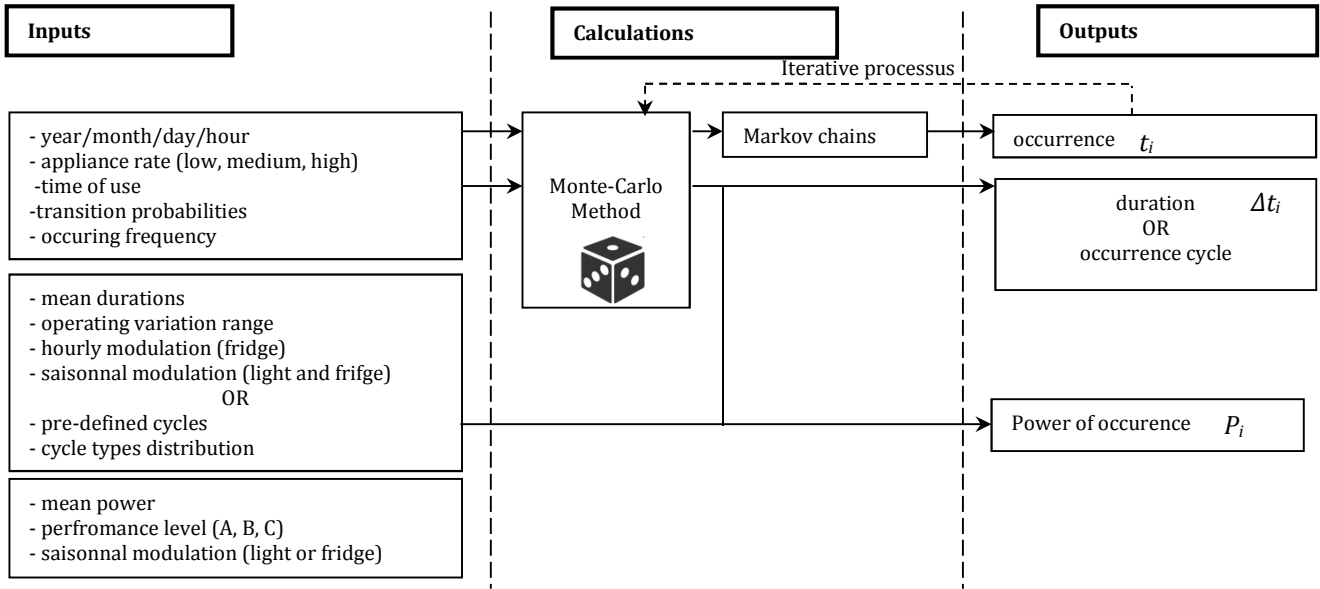 Inputs
Calculations
Outputs
Iterative processus
- year/month/day/hour
- appliance rate (low, medium, high)
-time of use
-transition probabilities
- occuring frequency
- mean durations
- operating variation range
- hourly modulation (fridge)
- saisonnal modulation (light and frifge)
OR
- pre-defined cycles
- cycle types distribution
- mean power
- perfromance level (A, B, C)
- saisonnal modulation (light or fridge)
Monte-Carlo
Method
Markov chains
occurrence tᵢ
duration Δtᵢ
OR
occurrence cycle
Power of occurence Pᵢ